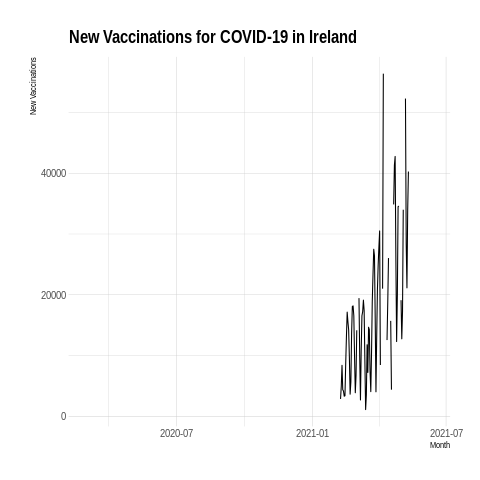 New Vaccinations for COVID-19 in Ireland
New Vaccinations
40000
20000
0
2020-07
2021-01
2021-07
Month